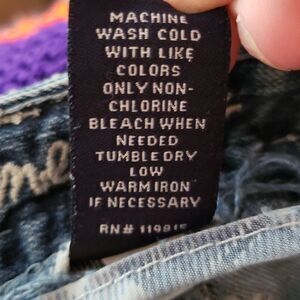 MACHINE
WASH COLD
WITH LIKE
COLORS
ONLY NON-
CHLORINE
BLEACH WHEN
NEEDED
TUMBLE DRY
LOW
WARM IRON
IF NECESSARY
RN# 119815